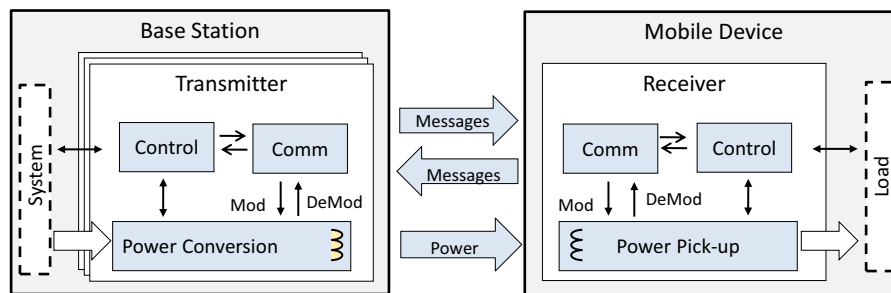 Base Station
Mobile Device
Transmitter
Receiver
System
Control
Comm
Messages
Messages
Comm
Control
Load
Mod
DeMod
Mod
DeMod
Power Conversion
Power
Power Pick-up